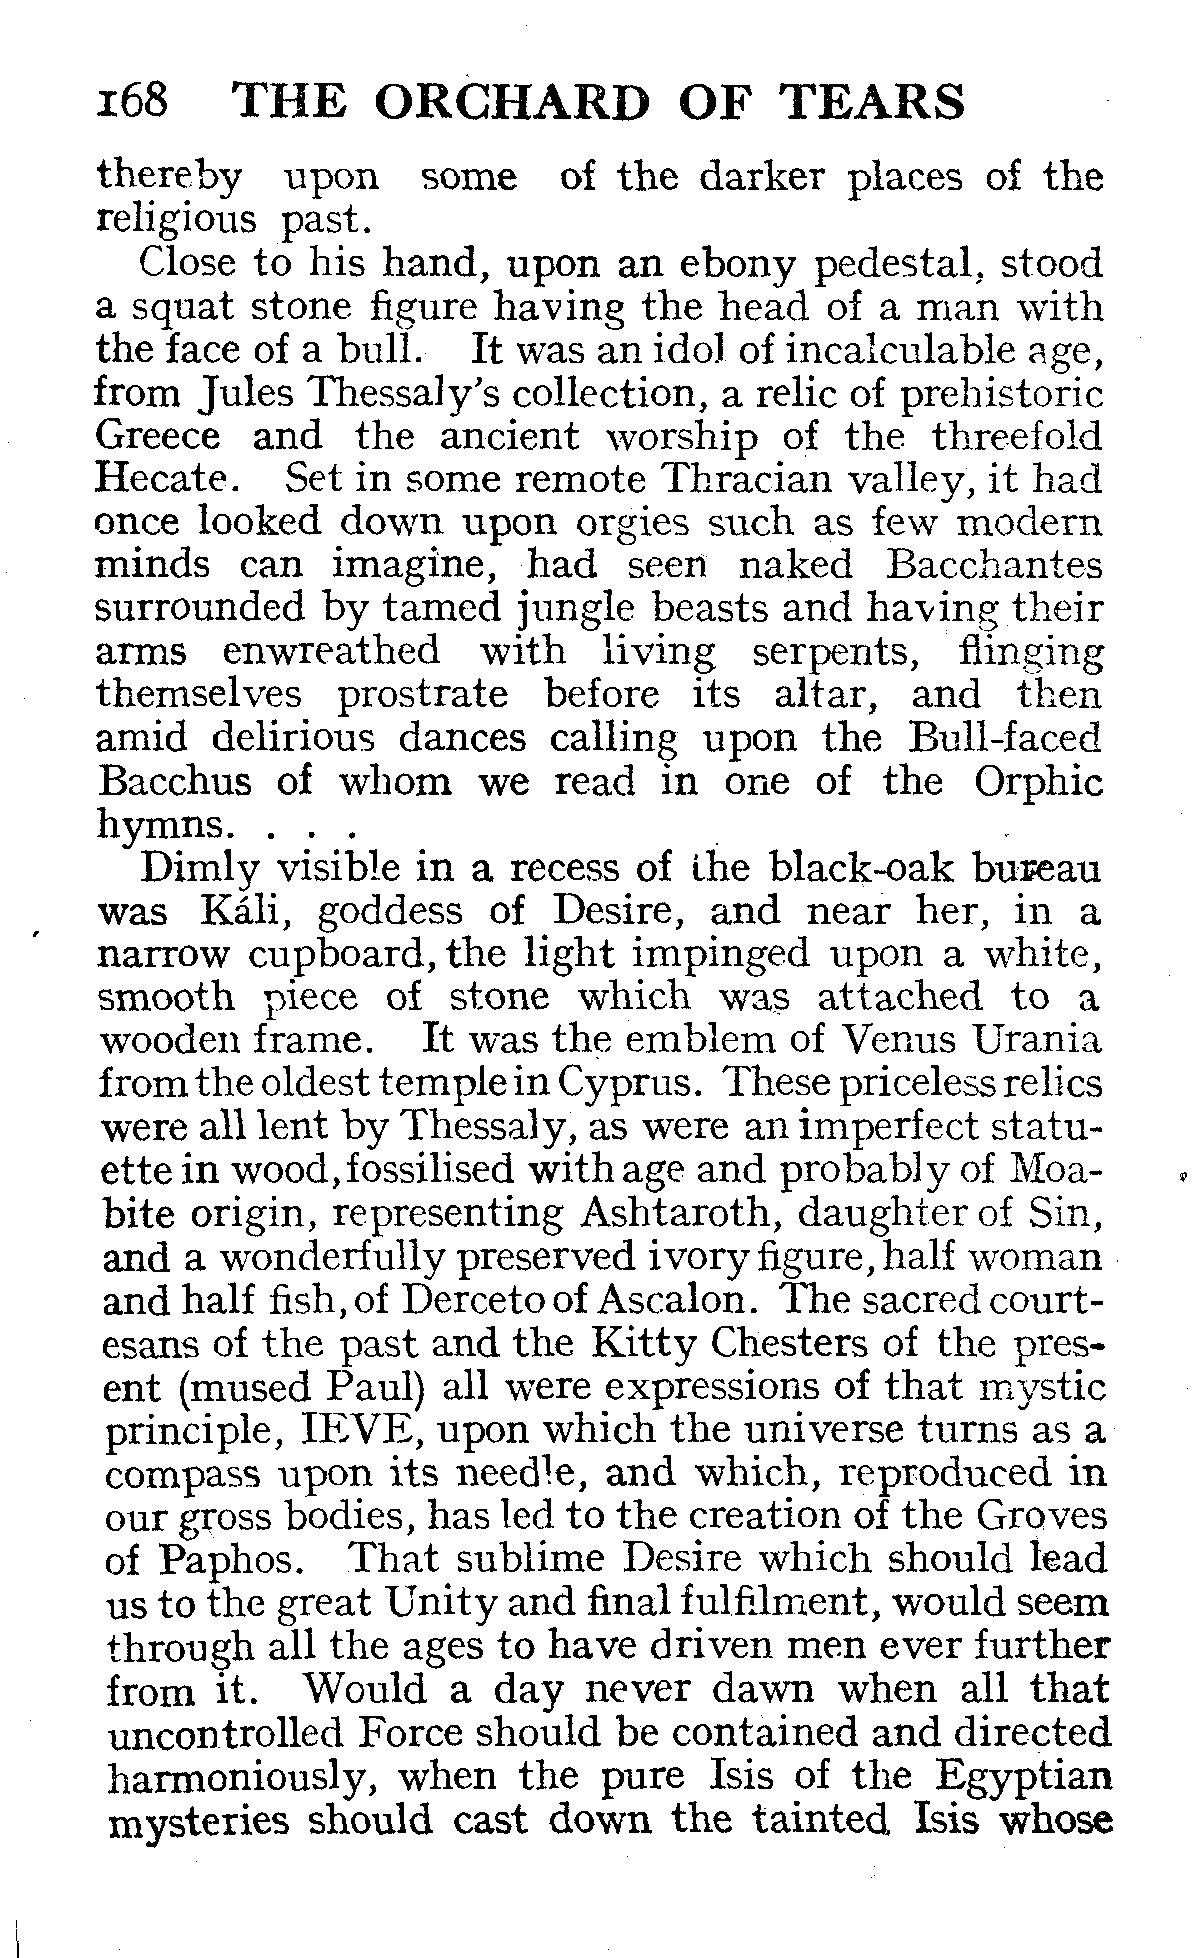 168 THE ORCHARD OF TEARS
thereby upon some of the darker places of the
religious past.
Close to his hand, upon an ebony pedestal, stood
a squat stone figure having the head of a man with
the face of a bull. It was an idol of incalculable age,
from Jules Thessaly's collection, a relic of prehistoric
Greece and the ancient worship of the threefold
Hecate. Set in some remote Thracian valley, it had
once looked down upon orgies such as few modern
minds can imagine, had seen naked Bacchantes
surrounded by tamed jungle beasts and having their
arms enwreathed with living serpents, flinging
themselves prostrate before its altar, and then
amid delirious dances calling upon the Bull-faced
Bacchus of whom we read in one of the Orphic
hymns. . . .
Dimly visible in a recess of the black-oak bureau
was Káli, goddess of Desire, and near her, in a
narrow cupboard, the light impinged upon a white,
smooth piece of stone which was attached to a
wooden frame. It was the emblem of Venus Urania
from the oldest temple in Cyprus. These priceless relics
were all lent by Thessaly, as were an imperfect statu-
ette in wood, fossilised with age and probably of Moa-
bite origin, representing Ashtaroth, daughter of Sin,
and a wonderfully preserved ivory figure, half woman
and half fish, of Derceto of Ascalon. The sacred court-
esans of the past and the Kitty Chesters of the pres-
ent (mused Paul) all were expressions of that mystic
principle, IEVE, upon which the universe turns as a
compass upon its needle, and which, reproduced in
our gross bodies, has led to the creation of the Groves
of Paphos. That sublime Desire which should lead
us to the great Unity and final fulfilment, would seem
through all the ages to have driven men ever further
from it. Would a day never dawn when all that
uncontrolled Force should be contained and directed
harmoniously, when the pure Isis of the Egyptian
mysteries should cast down the tainted Isis whose